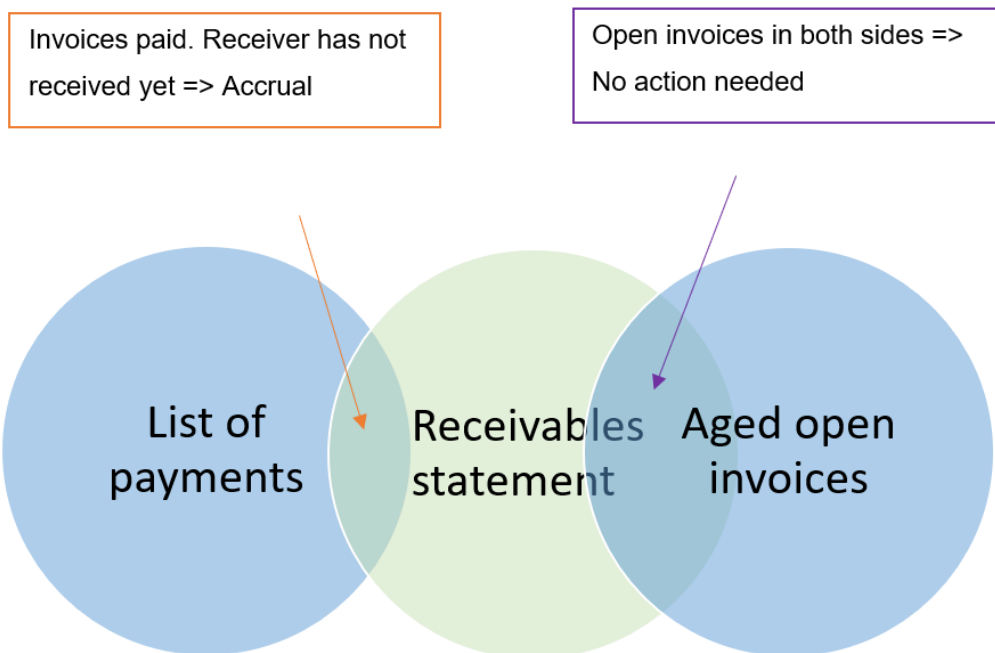 Invoices paid. Receiver has not
received yet => Accrual
Open invoices in both sides =>
No action needed
List of
payments
Receivables
statement
Aged open
invoices